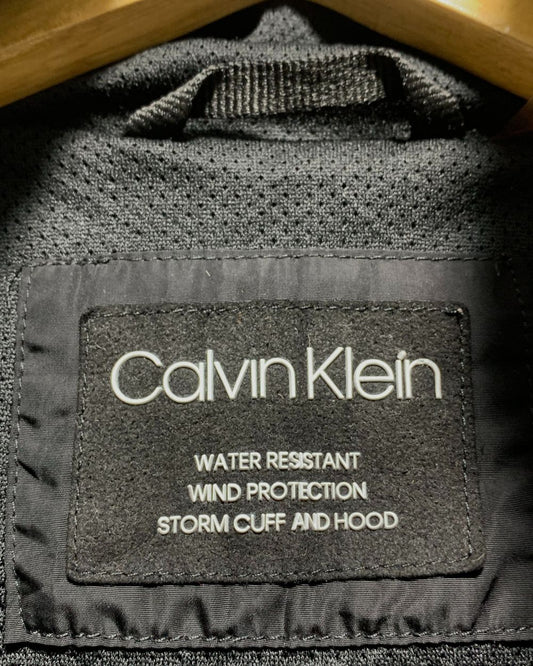 Calvin Klein
WATER RESISTANT
WIND PROTECTION
STORM CUFF AND HOOD